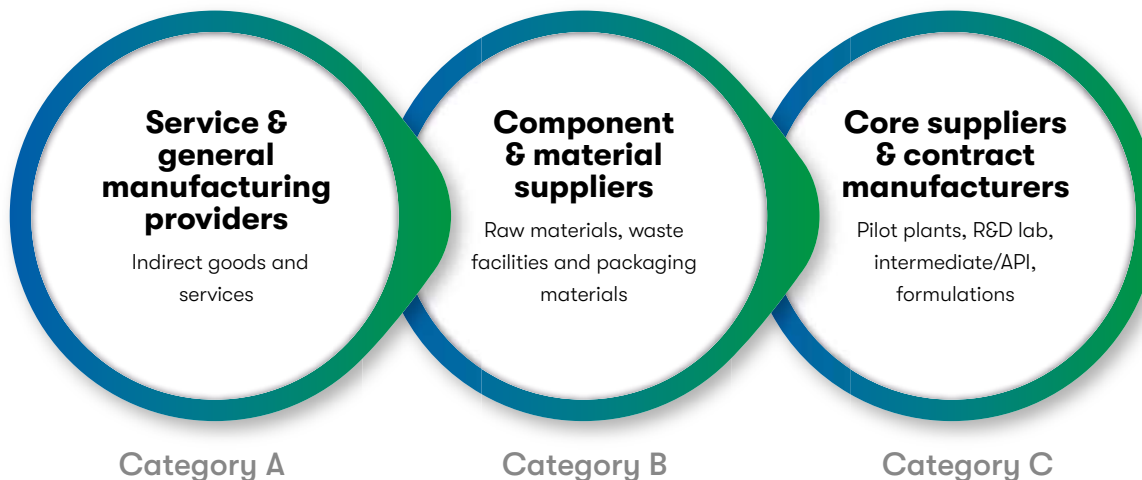 Service &
general
manufacturing
providers
Indirect goods and
services
Category A
Component
& material
suppliers
Raw materials, waste
facilities and packaging
materials
Category B
Core suppliers
& contract
manufacturers
Pilot plants, R&D lab,
intermediate/API,
formulations
Category C